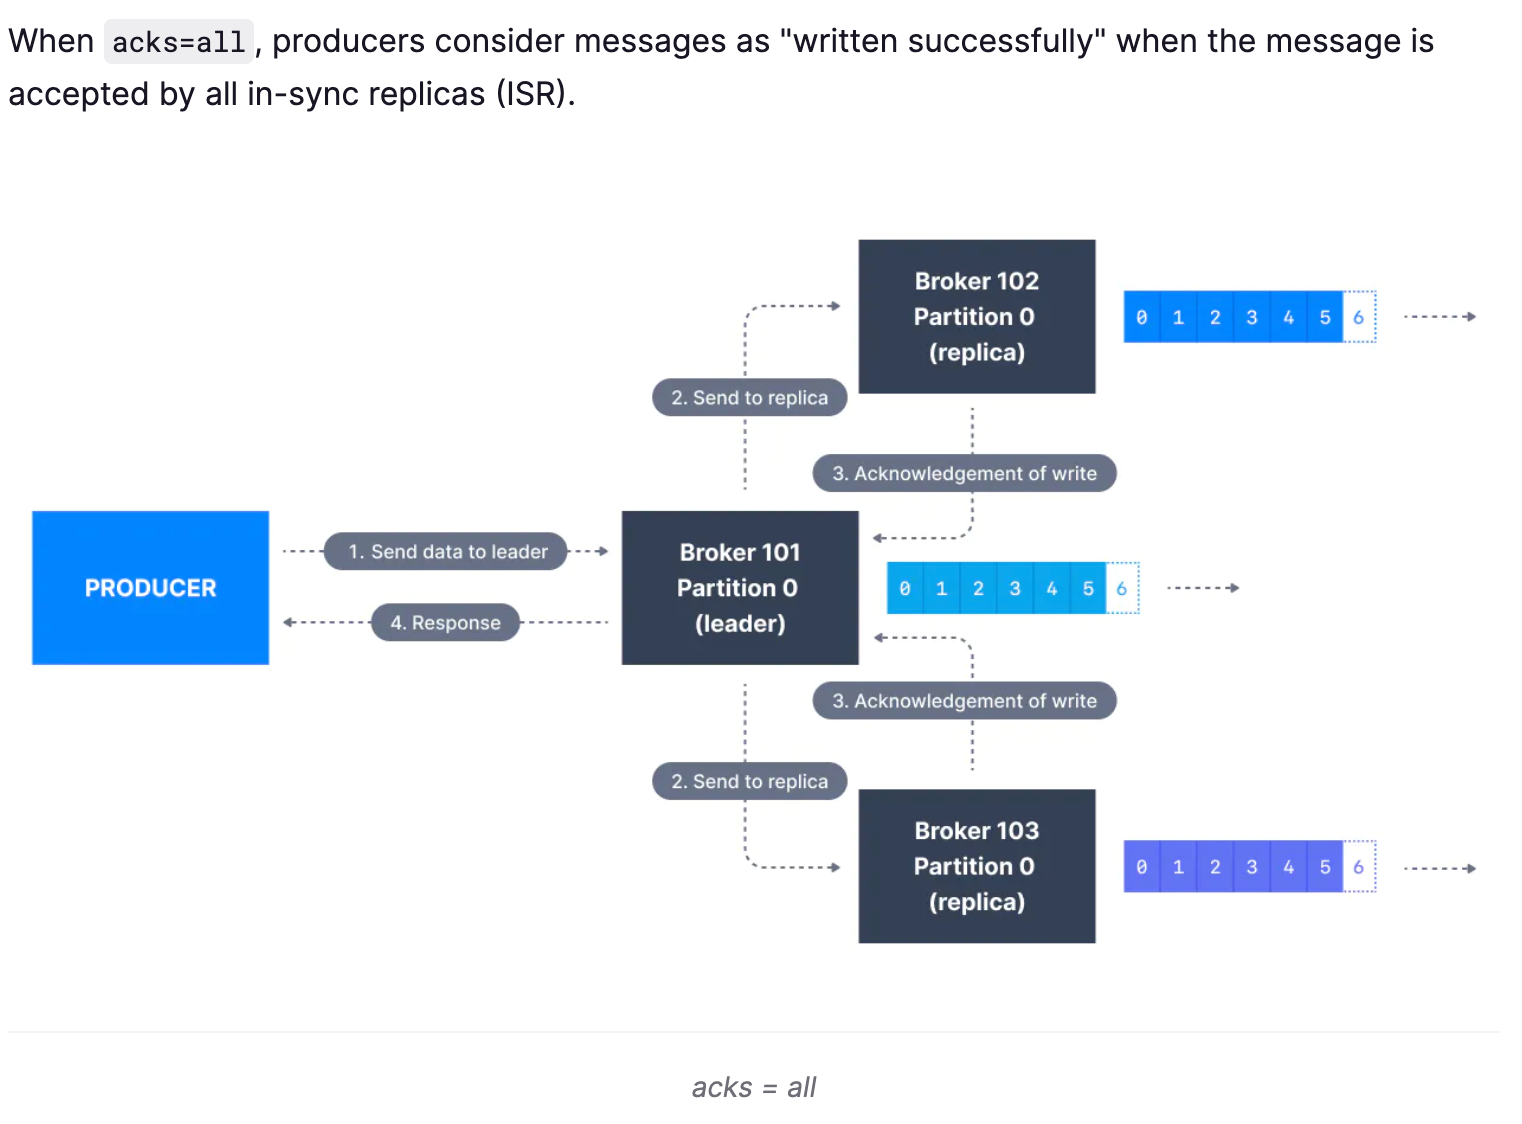 When acks=all, producers consider messages as "written successfully" when the message is
accepted by all in-sync replicas (ISR).
Broker 102
Partition 0
(replica)
0 1 2 3 4 5 6
2. Send to replica
3. Acknowledgement of write
PRODUCER
1. Send data to leader
4. Response
Broker 101
Partition 0
(leader)
0 1 2 3 4 5 6
3. Acknowledgement of write
2. Send to replica
Broker 103
Partition 0
(replica)
0 1 2 3 4 5 6
acks = all